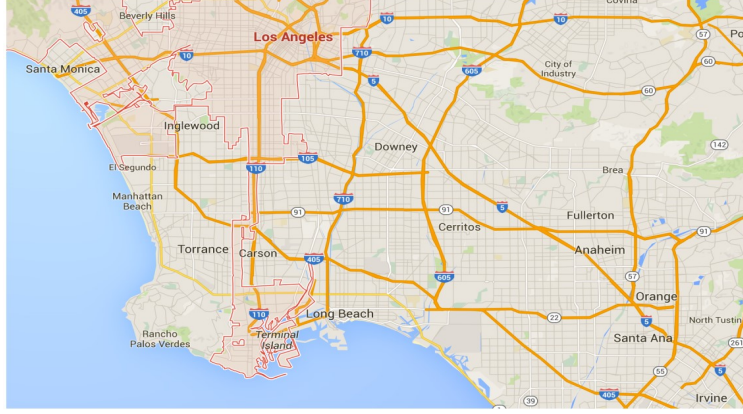 405
Beverly Hills
Covina
10
10
Los Angeles
57
Po
10
710
60
Santa Monica
5
605
City of
Industry
60
Inglewood
Downey
142
105
El Segundo
110
Brea
Manhattan
Beach
710
91
91
5
Fullerton
Cerritos
91
Torrance
Carson
Anaheim
405
605
57
Orange
110
Long Beach
22
5
North Tustin
Rancho
Palos Verdes
Terminal
Island
Santa Ana
261
55
5
405
39
Irvine